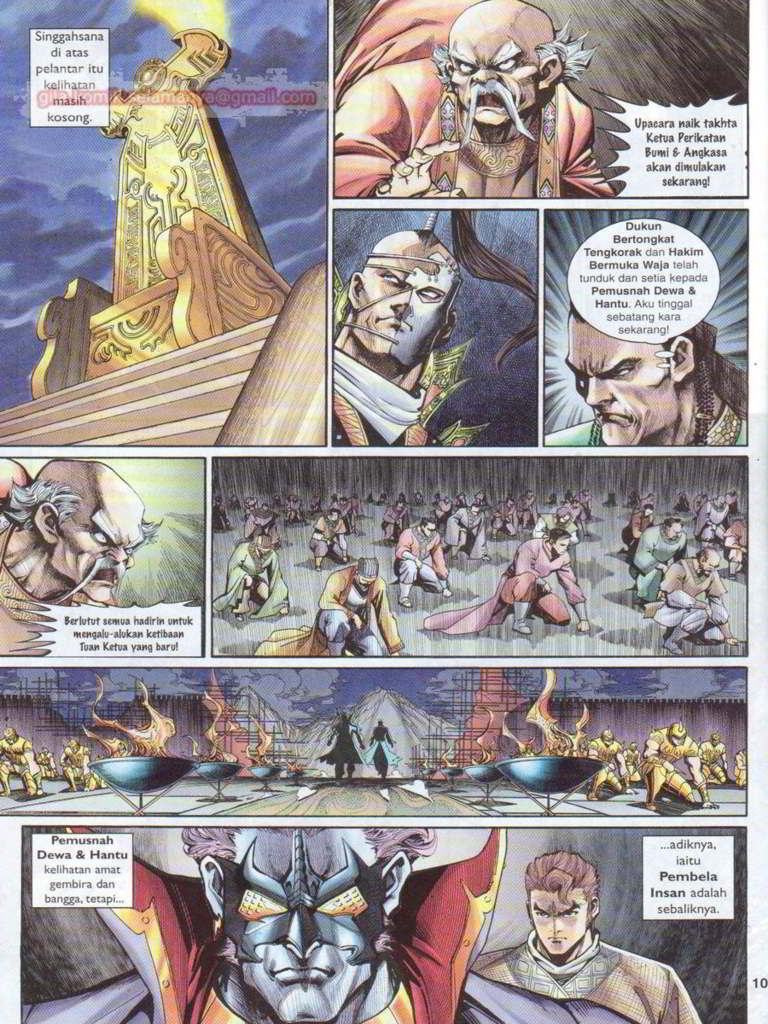 Singgahsana
di atas
pelantar itu
kelihatan
masih
kosong.
Upacara naik takhta
Ketua Perikatan
Bumi & Angkasa
akan dimulakan
sekarang!
Dukun
Bertongkat
Tengkorak dan Hakim
Bermuka Waja telah
tunduk dan setia kepada
Pemusnah Dewa &
Hantu. Aku tinggal
sebatang kara
sekarang!
Berlutut semua hadirin untuk
mengalu-alukan ketibaan
Tuan Ketua yang baru!
Pemusnah
Dewa & Hantu
kelihatan amat
gembira dan
bangga, tetapi...
...adiknya,
iaitu
Pembela
Insan adalah
sebaliknya.
10